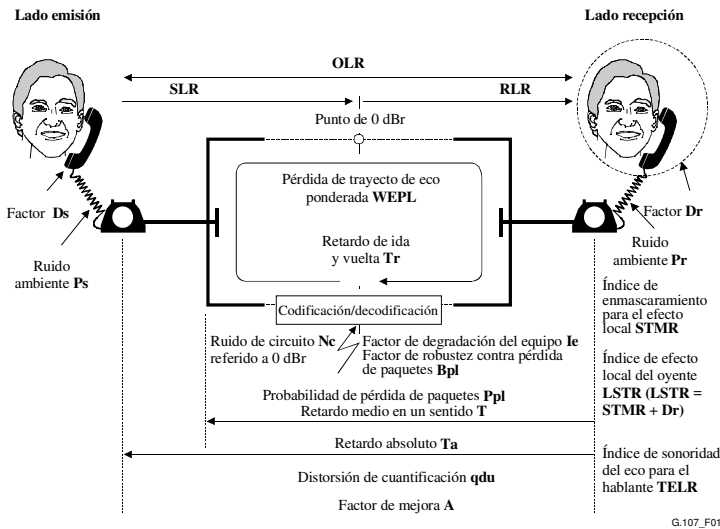 Lado emisión
Lado recepción
OLR
SLR
RLR
Punto de 0 dBr
Pérdida de trayecto de eco
ponderada WEPL
Factor Ds
Factor Dr
Retardo de ida
y vuelta Tr
Ruido
ambiente Ps
Ruido
ambiente Pr
Codificación/decodificación
Índice de
enmascaramiento
para el efecto
local STMR
Ruido de circuito Nc
referido a 0 dBr
Factor de degradación del equipo Ie
Factor de robustez contra pérdida
de paquetes Bpl
Índice de efecto
local del oyente
LSTR (LSTR =
STMR + Dr)
Probabilidad de pérdida de paquetes Ppl
Retardo medio en un sentido T
Retardo absoluto Ta
Índice de sonoridad
del eco para el
hablante TELR
Distorsión de cuantificación qdu
Factor de mejora A
G.107_F01